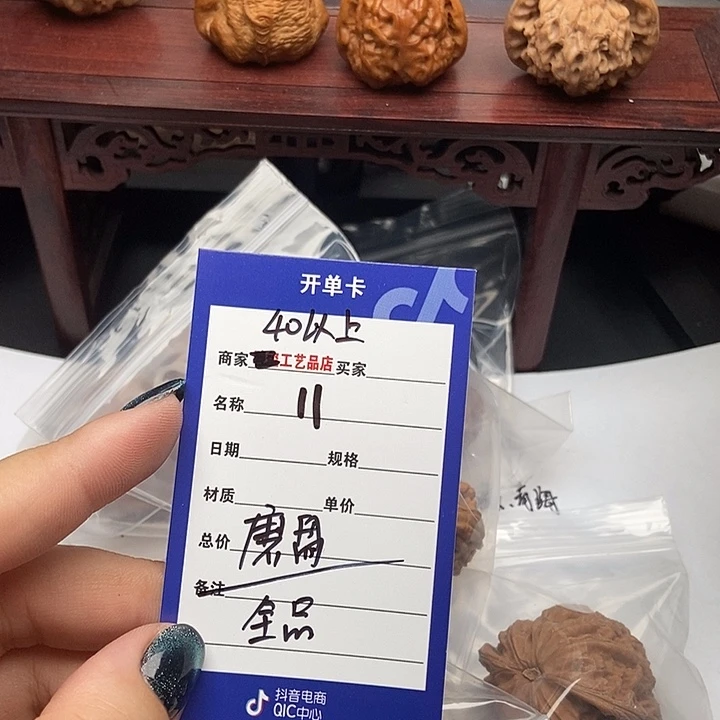 开单卡
40以上
商家 工艺品店 买家
名称 11
日期 规格
材质 单价
总价
备注
全品
抖音电商
QIC中心